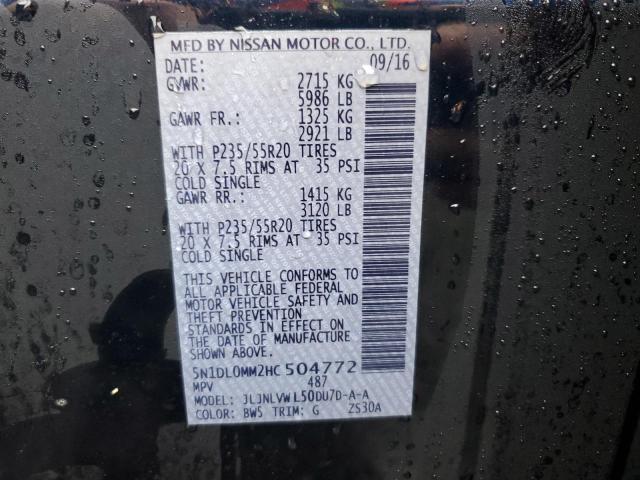 MFD BY NISSAN MOTOR CO., LTD.
DATE: 09/16
GVWR: 2715 KG
5986 LB
GAWR FR.: 1325 KG
2921 LB
WITH P235/55R20 TIRES
20 X 7.5 RIMS AT 35 PSI
COLD SINGLE
GAWR RR.: 1415 KG
3120 LB
WITH P235/55R20 TIRES
20 X 7.5 RIMS AT 35 PSI
COLD SINGLE
THIS VEHICLE CONFORMS TO
ALL APPLICABLE FEDERAL
MOTOR VEHICLE SAFETY AND
THEFT PREVENTION
STANDARDS IN EFFECT ON
THE DATE OF MANUFACTURE
SHOWN ABOVE.
5N1DL0MM2HC504772
MPV 487
MODEL: JLJNLVWL50DU7D-A-A
COLOR: BW5 TRIM: G ZS30A